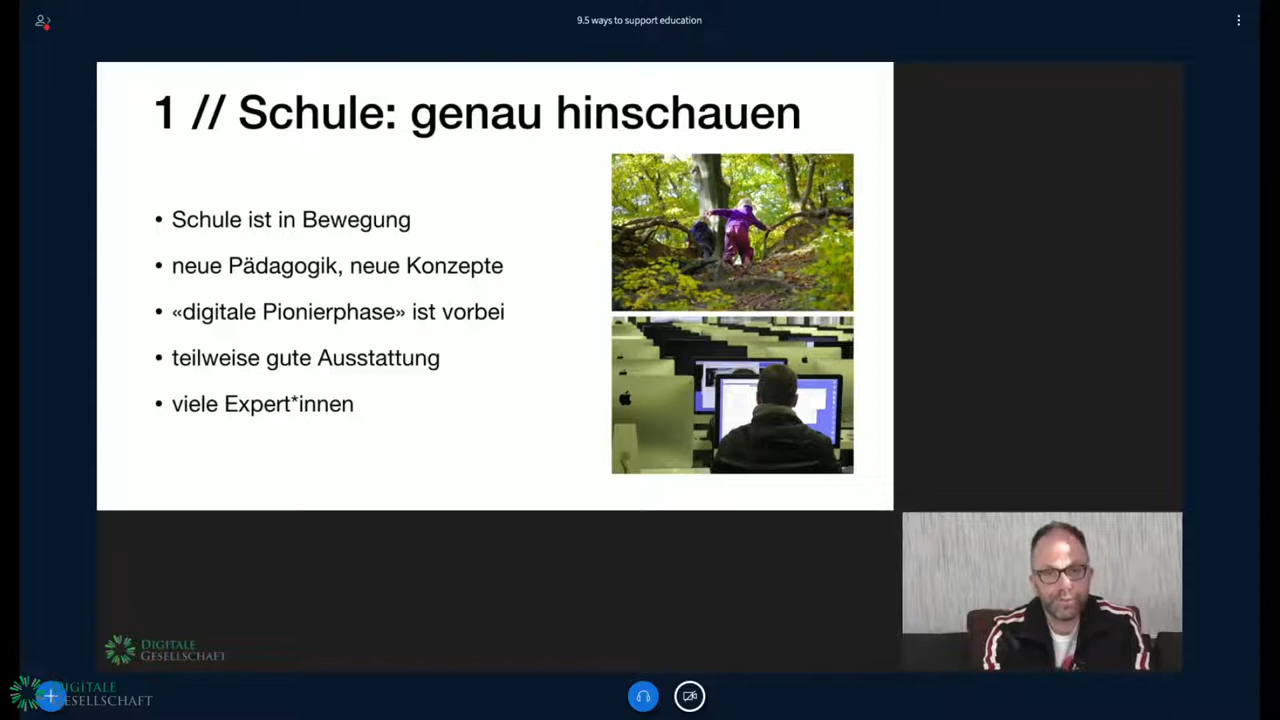 9.5 ways to support education
1 // Schule: genau hinschauen
• Schule ist in Bewegung
• neue Pädagogik, neue Konzepte
• «digitale Pionierphase» ist vorbei
• teilweise gute Ausstattung
• viele Expert*innen
DIGITALE
GESELLSCHAFT
DIGITALE
GESELLSCHAFT